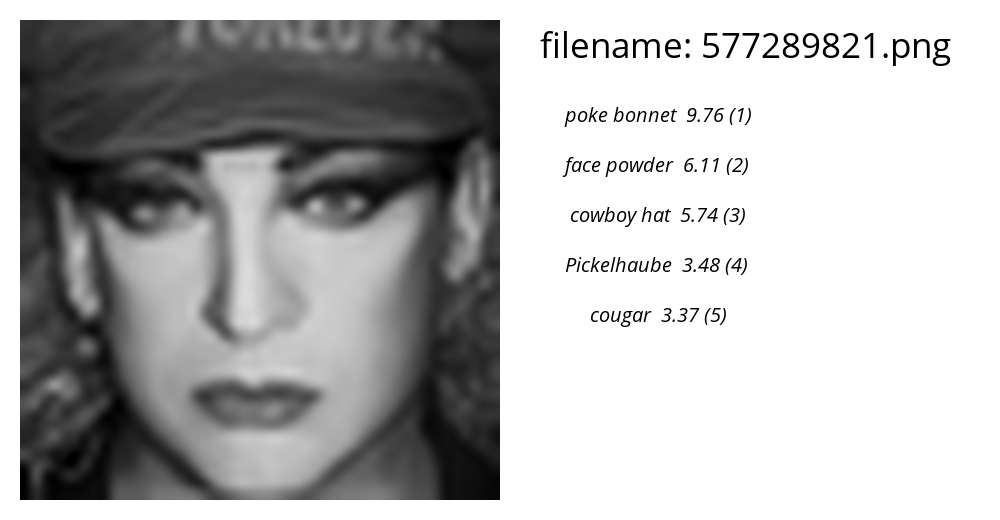 filename: 577289821.png
poke bonnet 9.76 (1)
face powder 6.11 (2)
cowboy hat 5.74 (3)
Pickelhaube 3.48 (4)
cougar 3.37 (5)